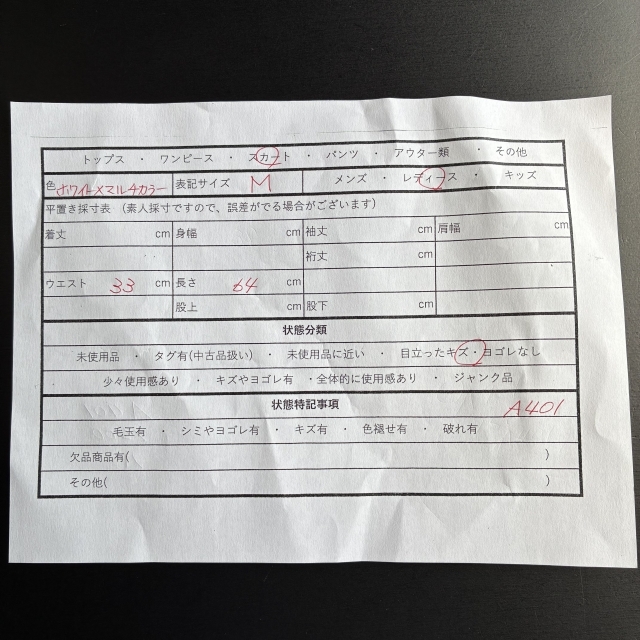 トップス ・ ワンピース ・ スカート ・ パンツ ・ アウター類 ・ その他
色 ホワイト×マルチカラー 表記サイズ M メンズ ・ レディース ・ キッズ
平置き採寸表 (素人採寸ですので、誤差がでる場合がございます)
着丈 cm 身幅 cm 袖丈 cm 肩幅 cm
裄丈 cm
ウエスト 33 cm 長さ 64 cm
股上 cm 股下 cm
状態分類
未使用品 ・ タグ有(中古品扱い) ・ 未使用品に近い ・ 目立ったキズ・ヨゴレなし
少々使用感あり ・ キズやヨゴレ有 ・全体的に使用感あり ・ ジャンク品
状態特記事項 A401
毛玉有 ・ シミやヨゴレ有 ・ キズ有 ・ 色褪せ有 ・ 破れ有
欠品商品有( )
その他( )